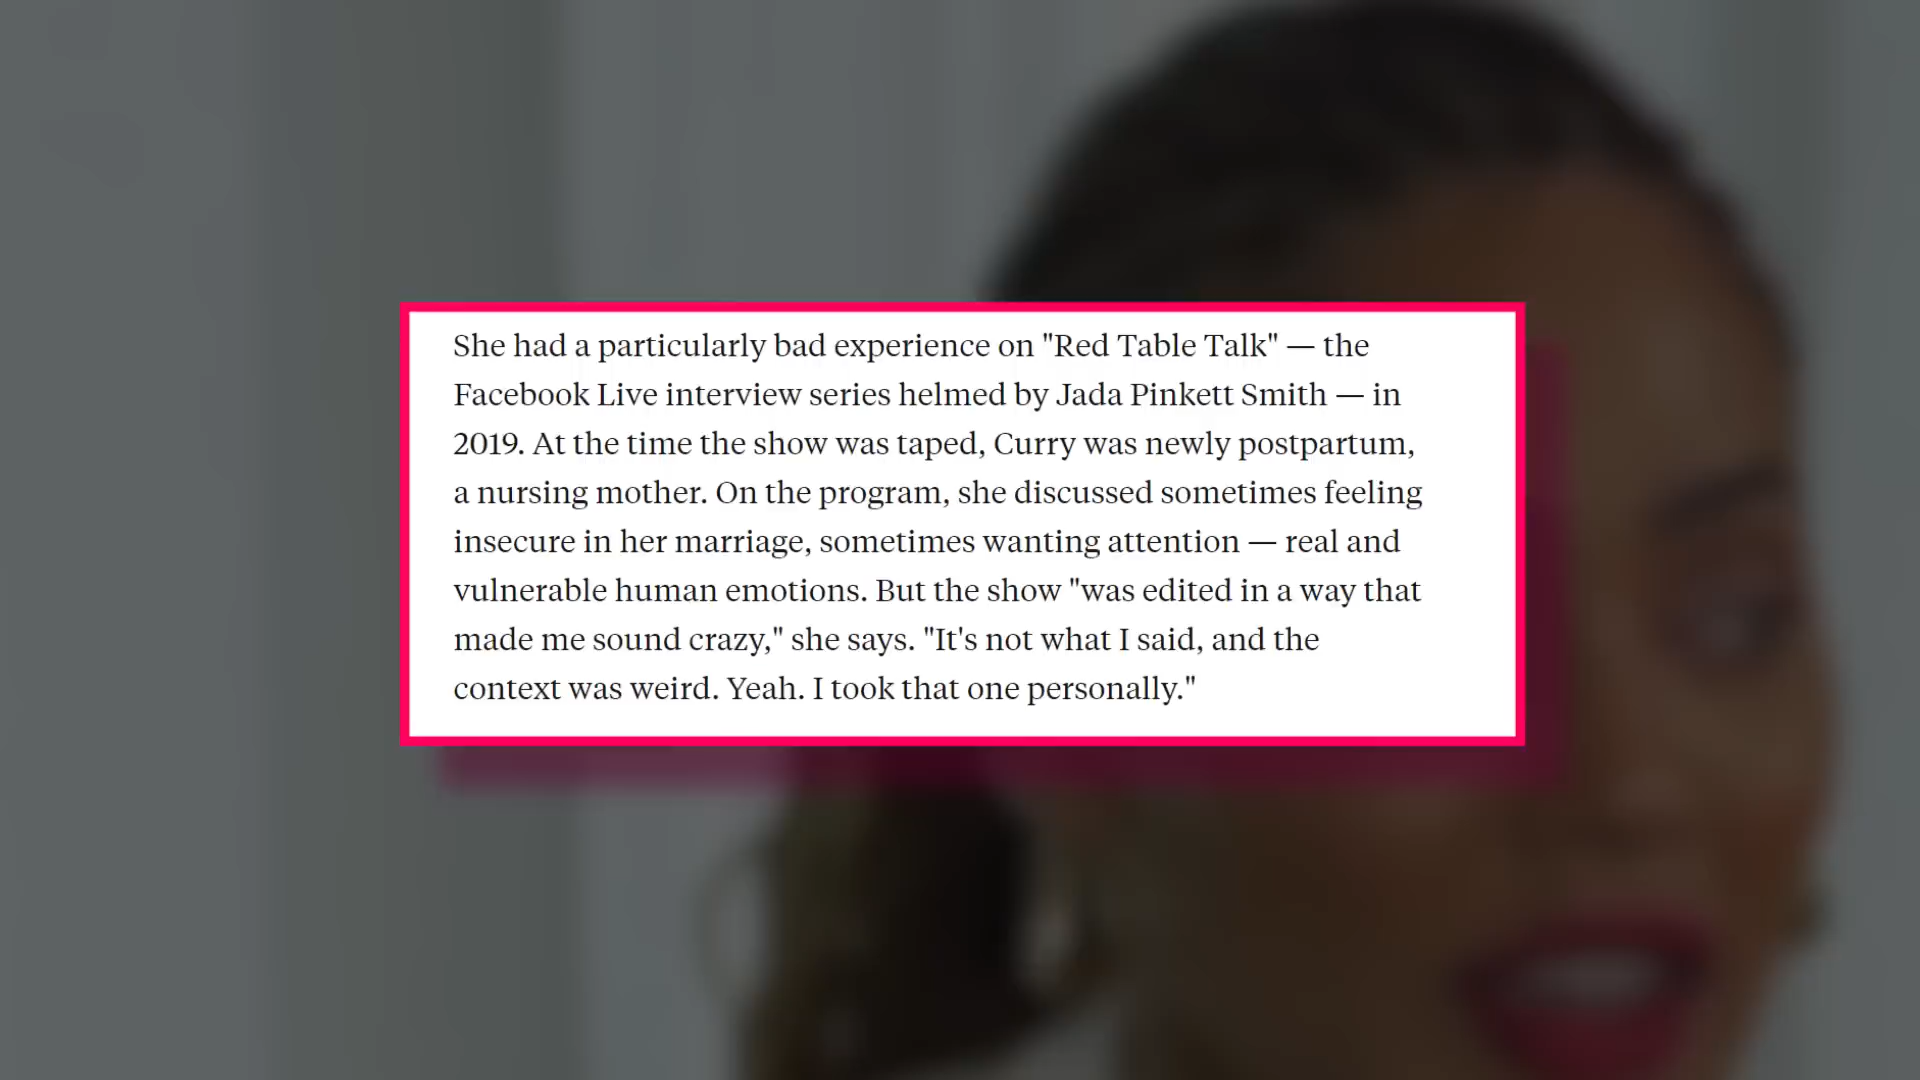 She had a particularly bad experience on "Red Table Talk" — the
Facebook Live interview series helmed by Jada Pinkett Smith — in
2019. At the time the show was taped, Curry was newly postpartum,
a nursing mother. On the program, she discussed sometimes feeling
insecure in her marriage, sometimes wanting attention — real and
vulnerable human emotions. But the show "was edited in a way that
made me sound crazy," she says. "It's not what I said, and the
context was weird. Yeah. I took that one personally."